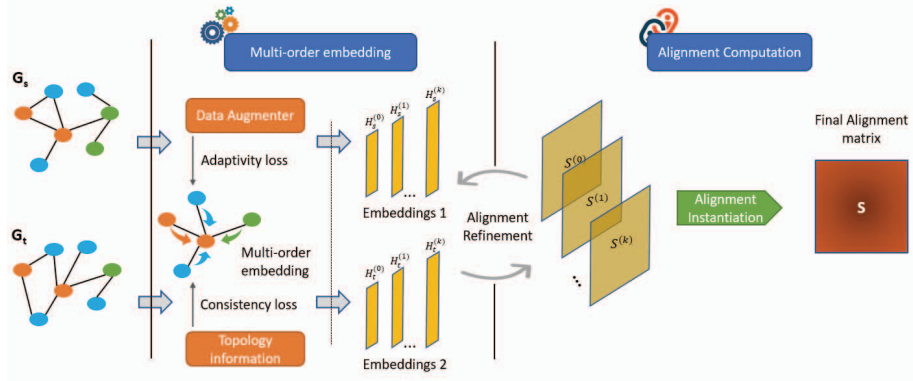 Multi-order embedding
Alignment Computation
G_s
Data Augmenter
Adaptivity loss
H_s^(0) H_s^(1) H_s^(k)
...
Embeddings 1
S^(0)
S^(1)
S^(k)
...
Final Alignment
matrix
S
Alignment
Instantiation
Alignment
Refinement
G_t
Multi-order
embedding
Consistency loss
Topology
information
H_t^(0) H_t^(1) H_t^(k)
...
Embeddings 2